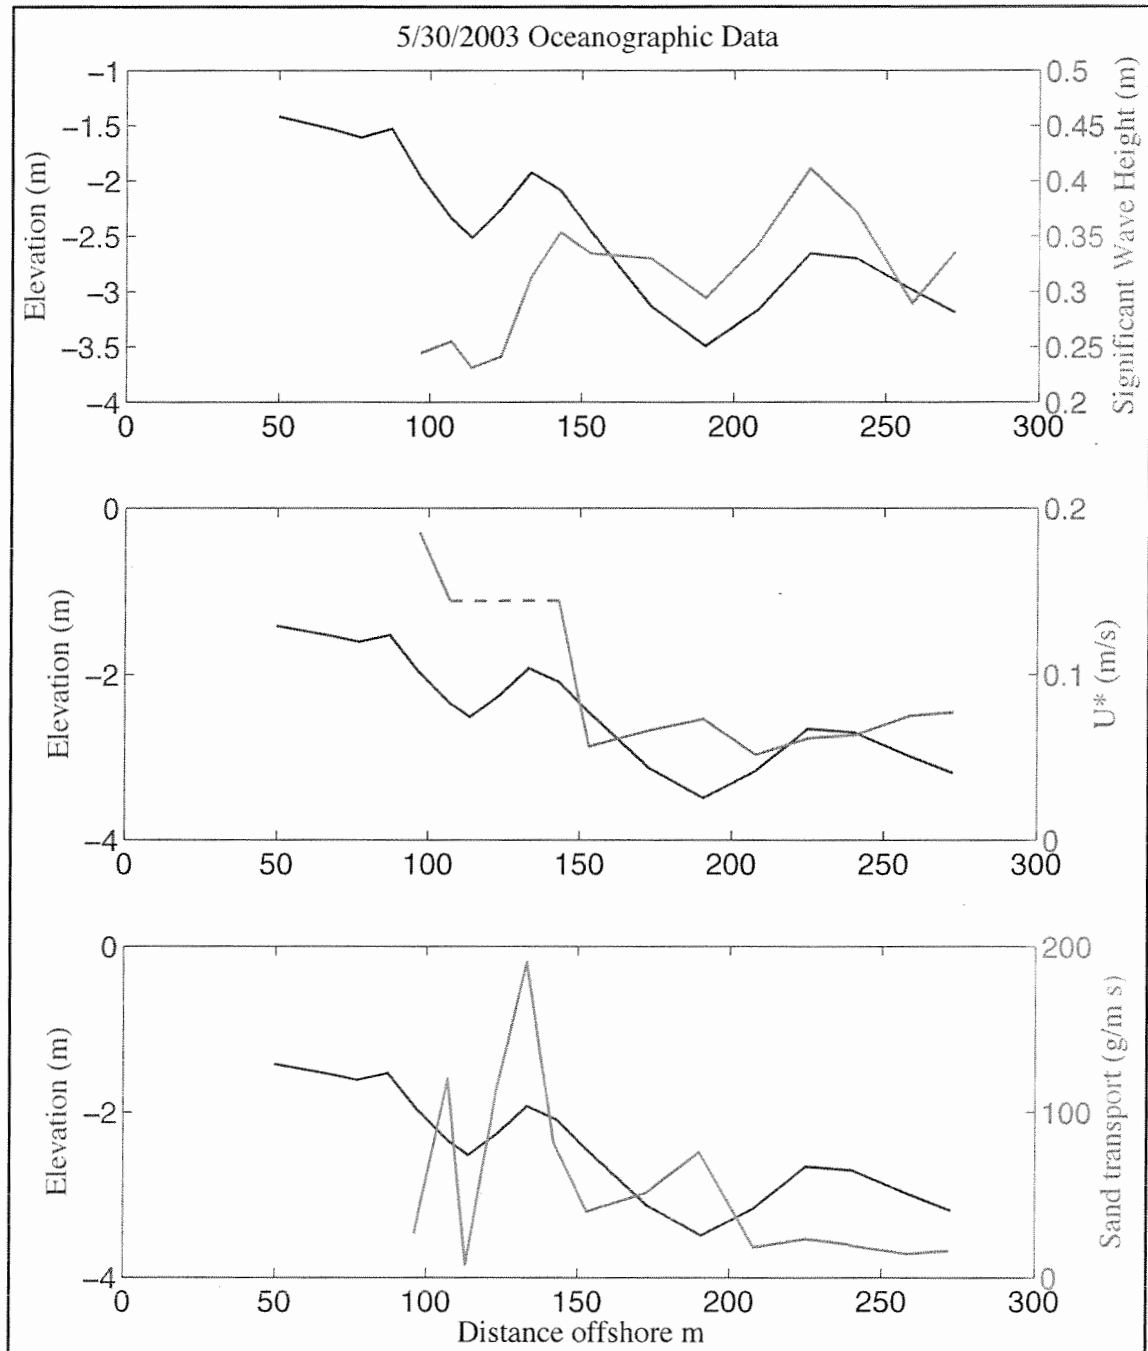 5/30/2003 Oceanographic Data
Elevation (m)
−1
−1.5
−2
−2.5
−3
−3.5
−4
0.5
0.45
0.4
0.35
0.3
0.25
0.2
Significant Wave Height (m)
0 50 100 150 200 250 300
Elevation (m)
0
−2
−4
0.2
0.1
0
U* (m/s)
0 50 100 150 200 250 300
Elevation (m)
0
−2
−4
200
100
0
Sand transport (g/m s)
0 50 100 150 200 250 300
Distance offshore m